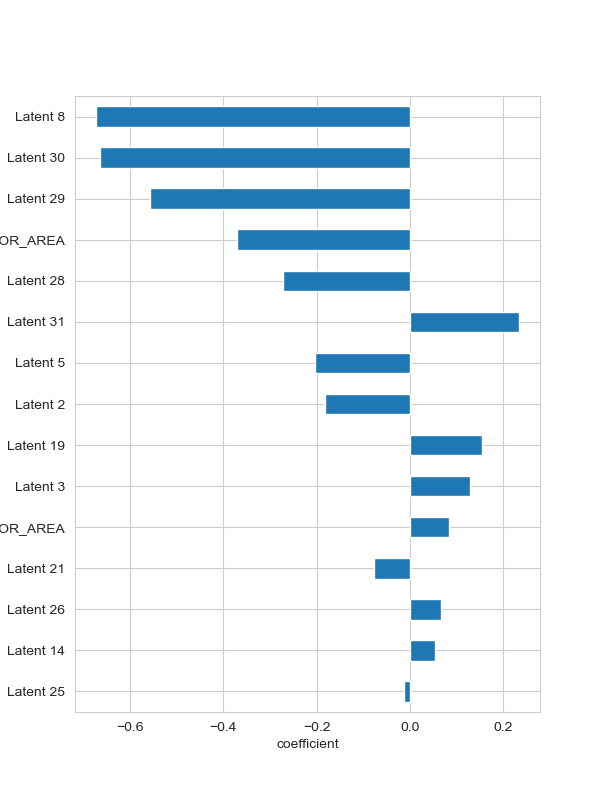 Latent 8
Latent 30
Latent 29
OR_AREA
Latent 28
Latent 31
Latent 5
Latent 2
Latent 19
Latent 3
OR_AREA
Latent 21
Latent 26
Latent 14
Latent 25
−0.6 −0.4 −0.2 0.0 0.2
coefficient